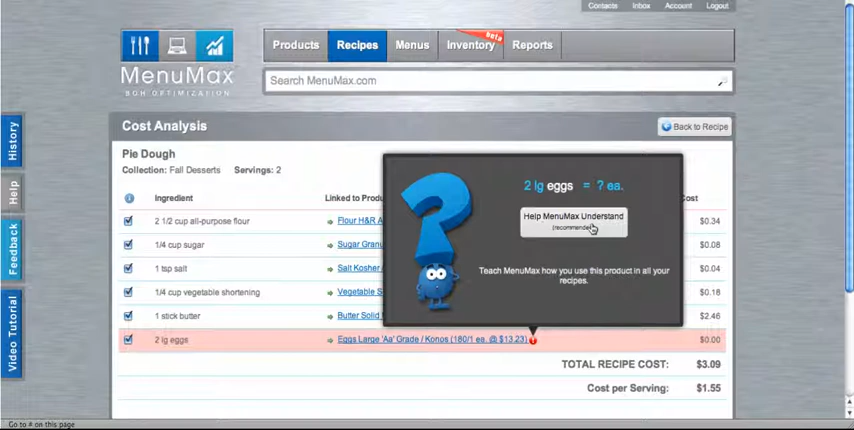 Contacts Inbox Account Logout
Products Recipes Menus Inventory Reports
beta
MenuMax
BOH OPTIMIZATION
Search MenuMax.com
Cost Analysis
Back to Recipe
Pie Dough
Collection: Fall Desserts Servings: 2
Ingredient Linked to Produ Cost
2 1/2 cup all-purpose flour Flour H&R A $0.34
1/4 cup sugar Sugar Granu $0.08
1 tsp salt Salt Kosher $0.04
1/4 cup vegetable shortening Vegetable S $0.18
1 stick butter Butter Solid $2.46
2 lg eggs Eggs Large 'Aa' Grade / Konos (180/1 ea. @ $13.23) $0.00
TOTAL RECIPE COST: $3.09
Cost per Serving: $1.55
2 lg eggs = ? ea.
Help MenuMax Understand
(recommended)
Teach MenuMax how you use this product in all your
recipes.
History
Help
Feedback
Video Tutorial
Go to # on this page